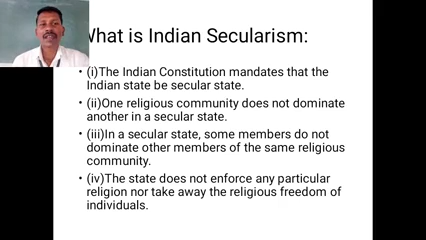 What is Indian Secularism:
• (i)The Indian Constitution mandates that the
Indian state be secular state.
• (ii)One religious community does not dominate
another in a secular state.
• (iii)In a secular state, some members do not
dominate other members of the same religious
community.
• (iv)The state does not enforce any particular
religion nor take away the religious freedom of
individuals.